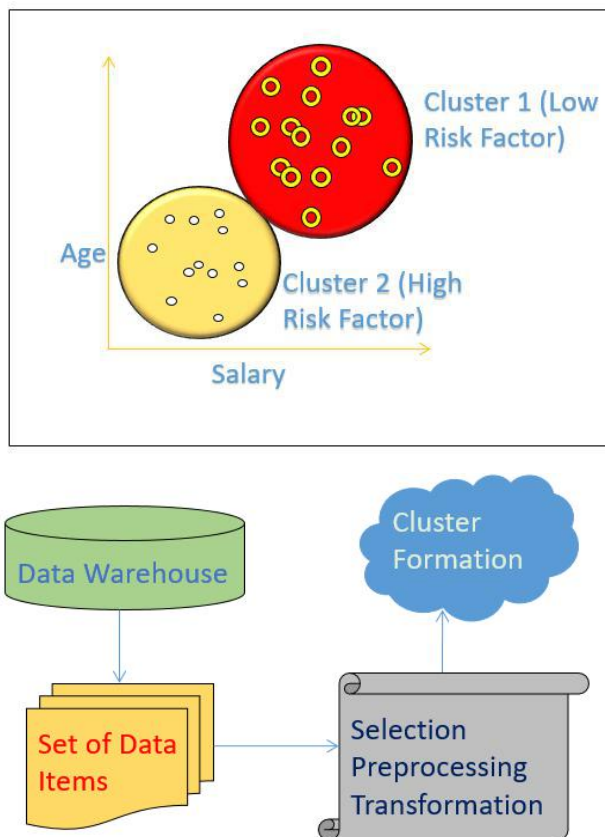 Cluster 1 (Low
Risk Factor)
Age
Cluster 2 (High
Risk Factor)
Salary
Data Warehouse
Cluster
Formation
Set of Data
Items
Selection
Preprocessing
Transformation